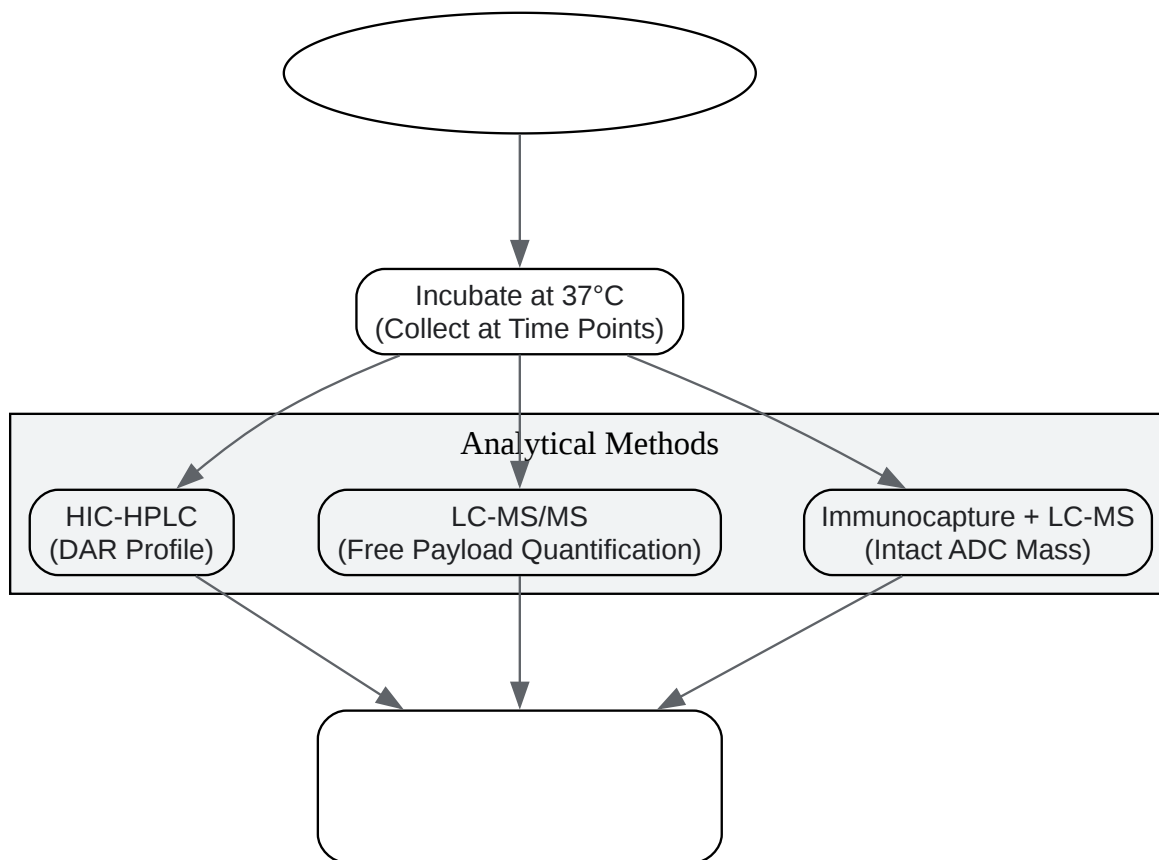 Incubate at 37°C
(Collect at Time Points)
Analytical Methods
HIC-HPLC
(DAR Profile)
LC-MS/MS
(Free Payload Quantification)
Immunocapture + LC-MS
(Intact ADC Mass)